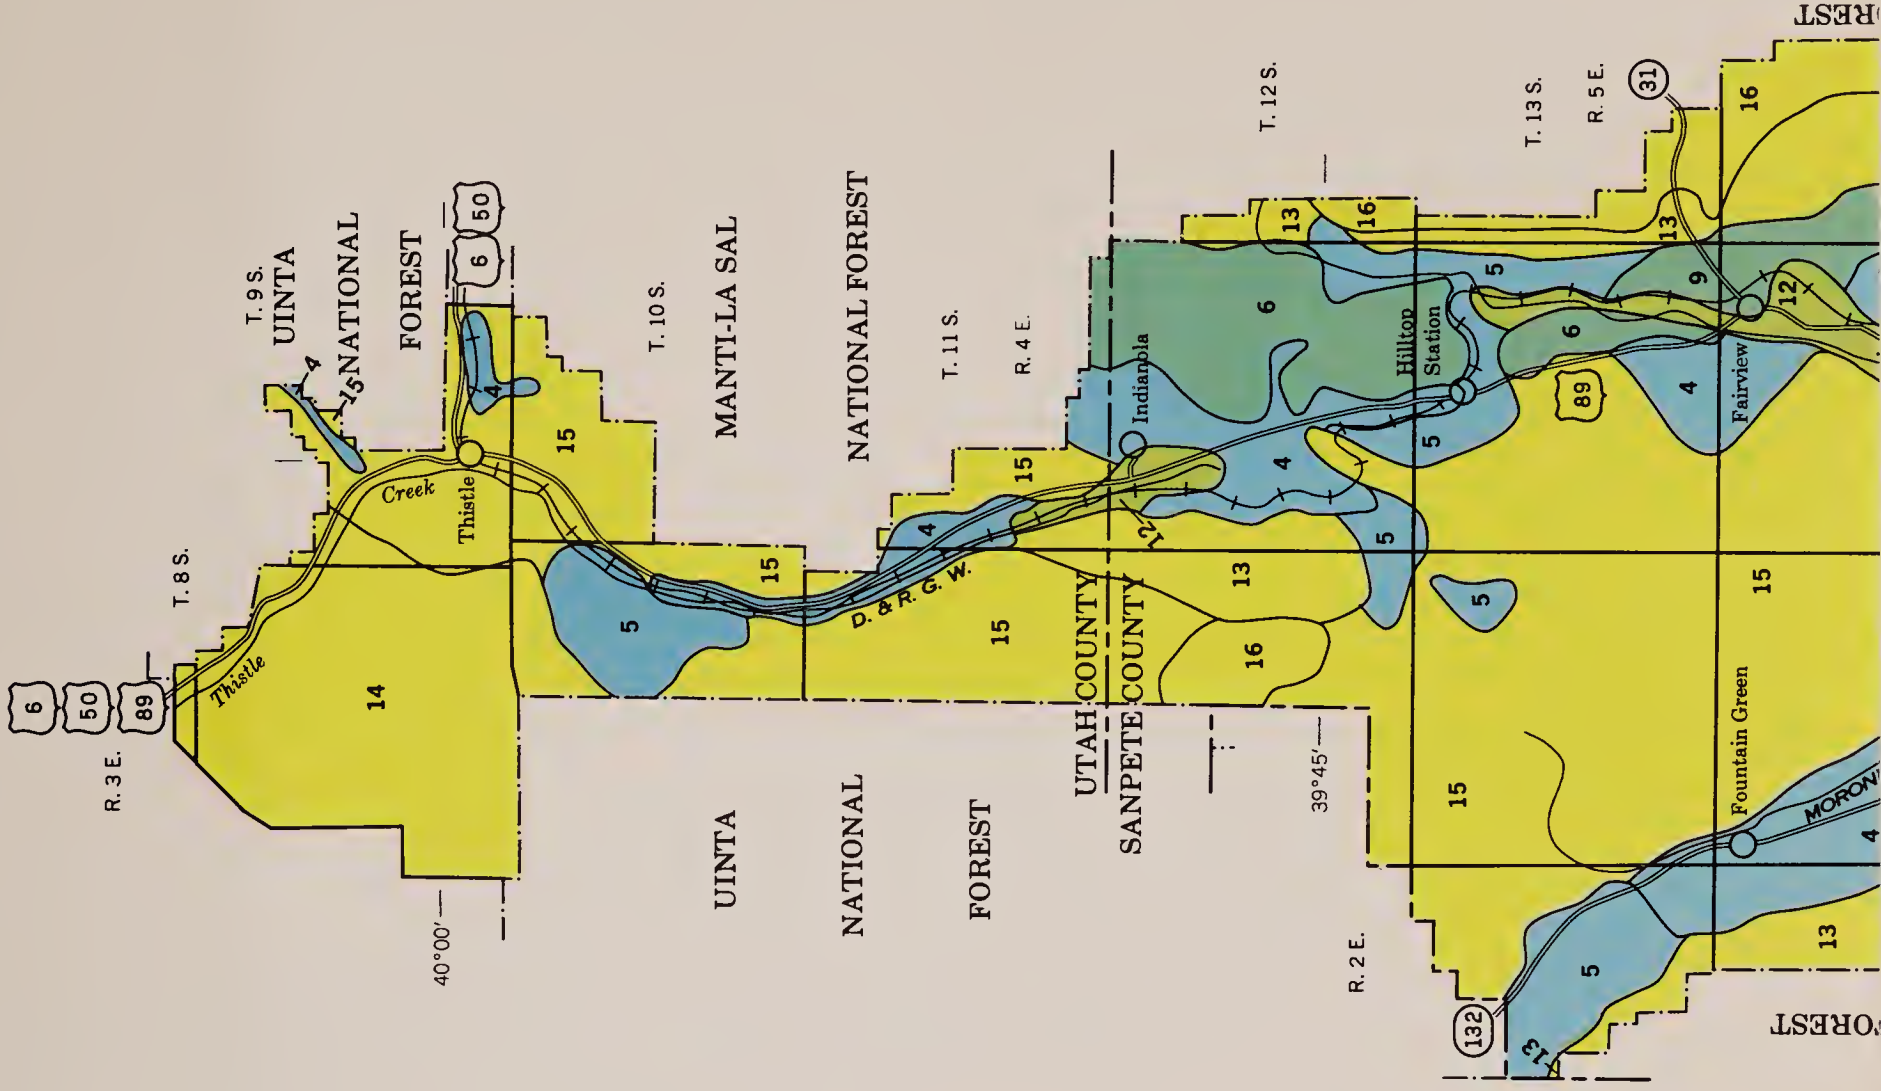 6
50
89
R. 3 E.
T. 8 S.
T. 9 S.
UINTA
NATIONAL
FOREST
4
15
6
50
Thistle
Creek
Thistle
14
4
15
40°00'
T. 10 S.
MANTI-LA SAL
NATIONAL FOREST
5
15
UINTA
NATIONAL
FOREST
D. & R. G. W.
4
15
15
T. 11 S.
R. 4 E.
UTAH COUNTY
SANPETE COUNTY
Indianola
12
6
4
13
16
T. 12 S.
13
16
39°45'
R. 2 E.
Hilltop
Station
5
5
5
5
6
9
89
15
T. 13 S.
R. 5 E.
31
13
16
12
4
Fairview
15
Fountain Green
MORON
4
5
13
13
132